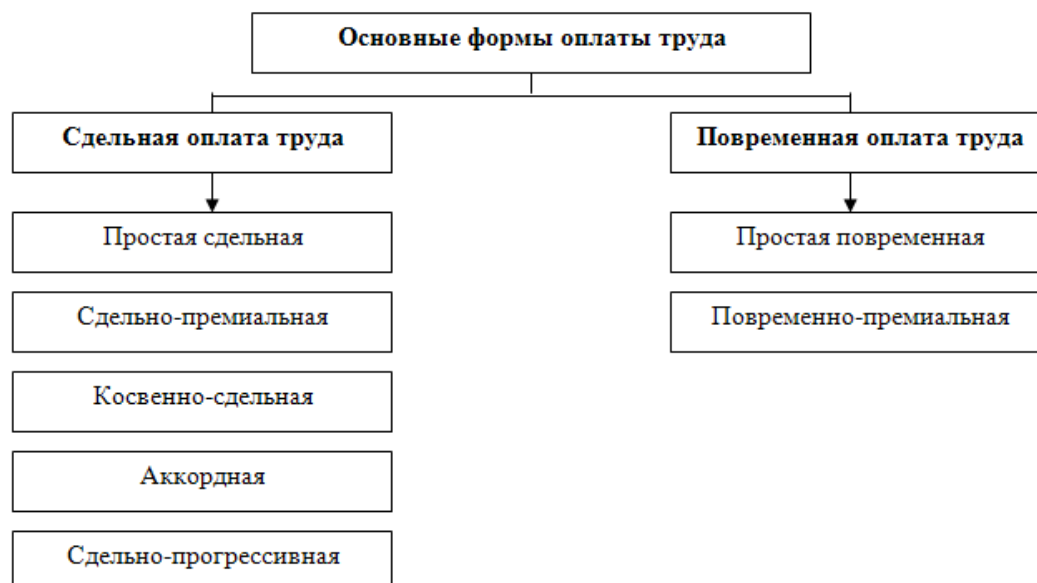 Основные формы оплаты труда
Сдельная оплата труда
Повременная оплата труда
Простая сдельная
Простая повременная
Сдельно-премиальная
Повременно-премиальная
Косвенно-сдельная
Аккордная
Сдельно-прогрессивная